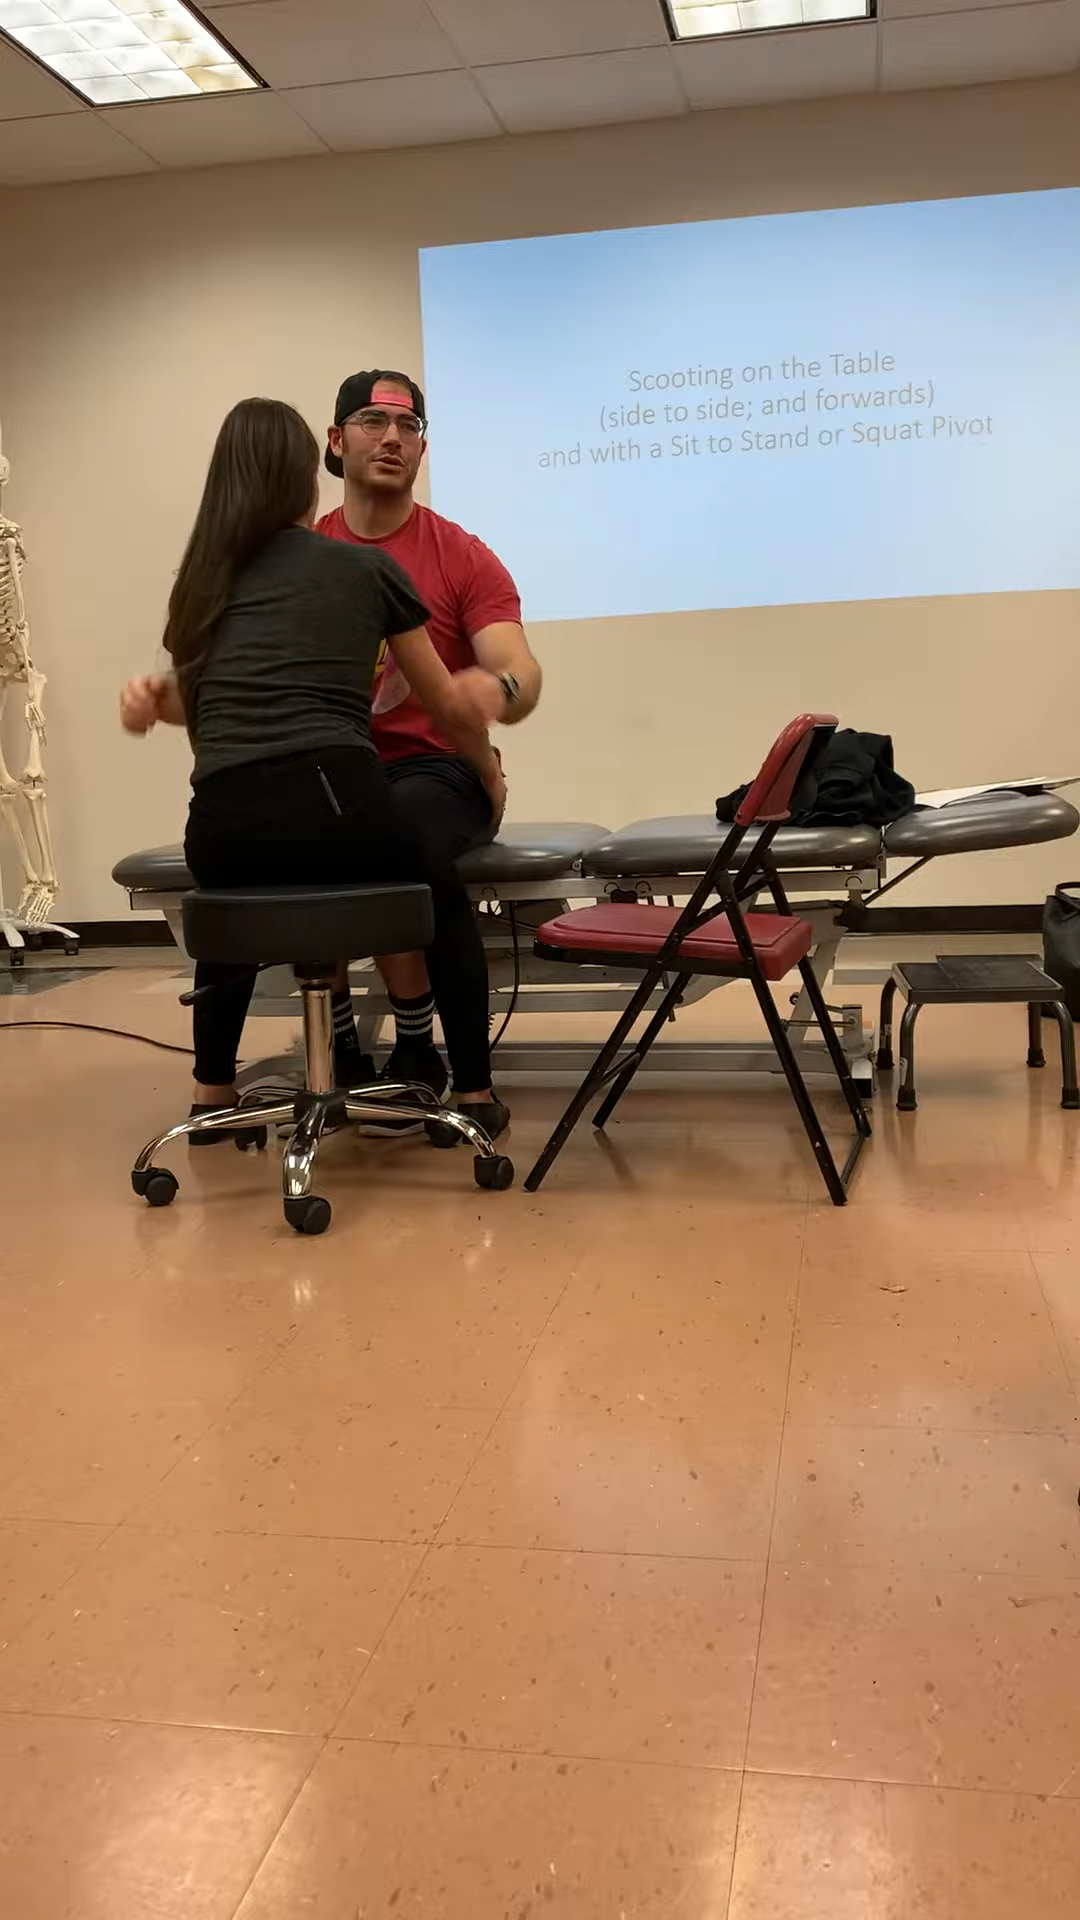 Scooting on the Table
(side to side; and forwards)
and with a Sit to Stand or Squat Pivot